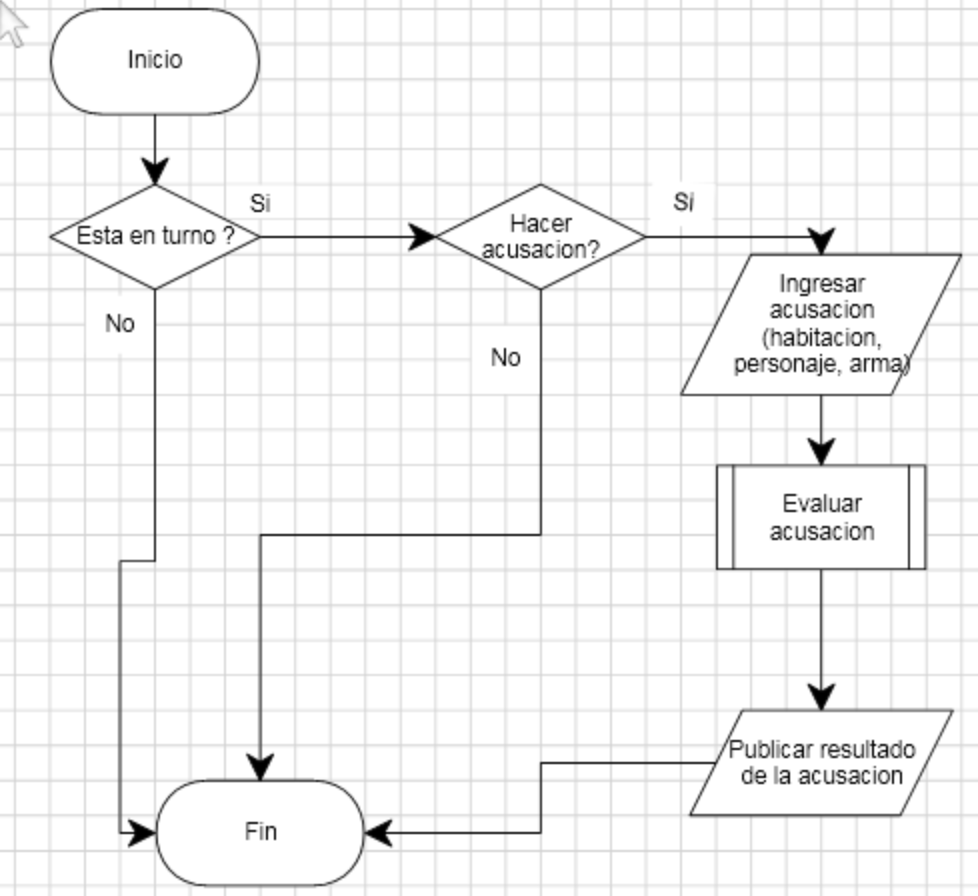 Inicio
Esta en turno ?
Si
Hacer
acusacion?
Si
Ingresar
acusacion
(habitacion,
personaje, arma)
No
No
Evaluar
acusacion
Publicar resultado
de la acusacion
Fin